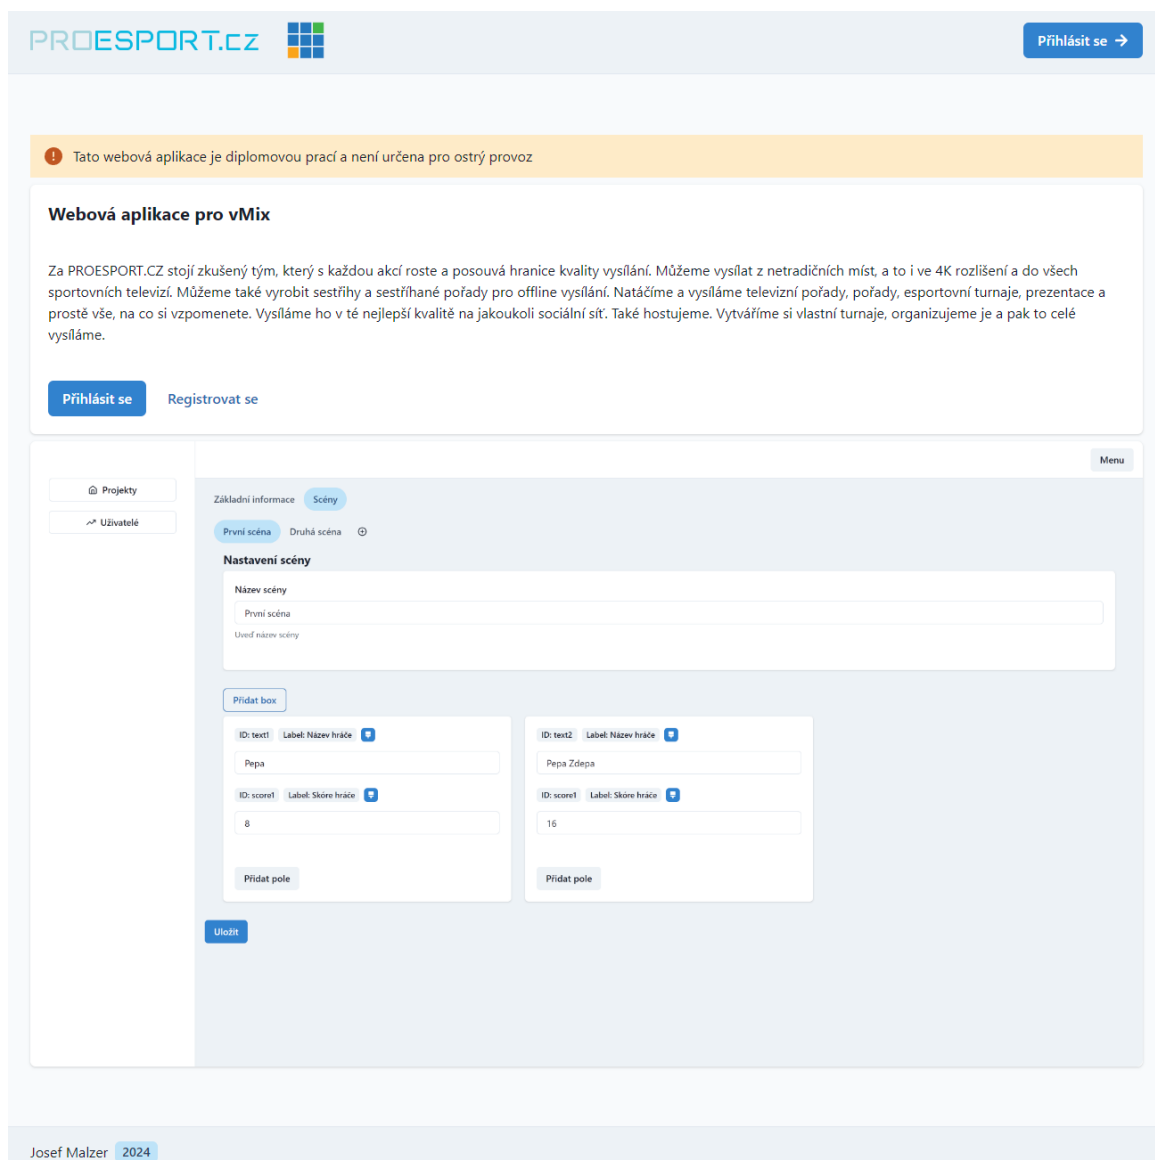 PROESPORT.cz
Přihlásit se
Tato webová aplikace je diplomovou prací a není určena pro ostrý provoz
Webová aplikace pro vMix
Za PROESPORT.CZ stojí zkušený tým, který s každou akcí roste a posouvá hranice kvality vysílání. Můžeme vysílat z netradičních míst, a to i ve 4K rozlišení a do všech
sportovních televizí. Můžeme také vyrobit sestřihy a sestříhané pořady pro offline vysílání. Natáčíme a vysíláme televizní pořady, pořady, esportovní turnaje, prezentace a
prostě vše, na co si vzpomenete. Vysíláme ho v té nejlepší kvalitě na jakoukoli sociální síť. Také hostujeme. Vytváříme si vlastní turnaje, organizujeme je a pak to celé
vysíláme.
Přihlásit se Registrovat se
Menu
Projekty
Uživatelé
Základní informace Scény
První scéna Druhá scéna
Nastavení scény
Název scény
První scéna
Uveď název scény
Přidat box
ID: text1 Label: Název hráče ID: text2 Label: Název hráče
Pepa Pepa Zdepa
ID: score1 Label: Skóre hráče ID: score1 Label: Skóre hráče
8 16
Přidat pole Přidat pole
Uložit
Josef Malzer 2024